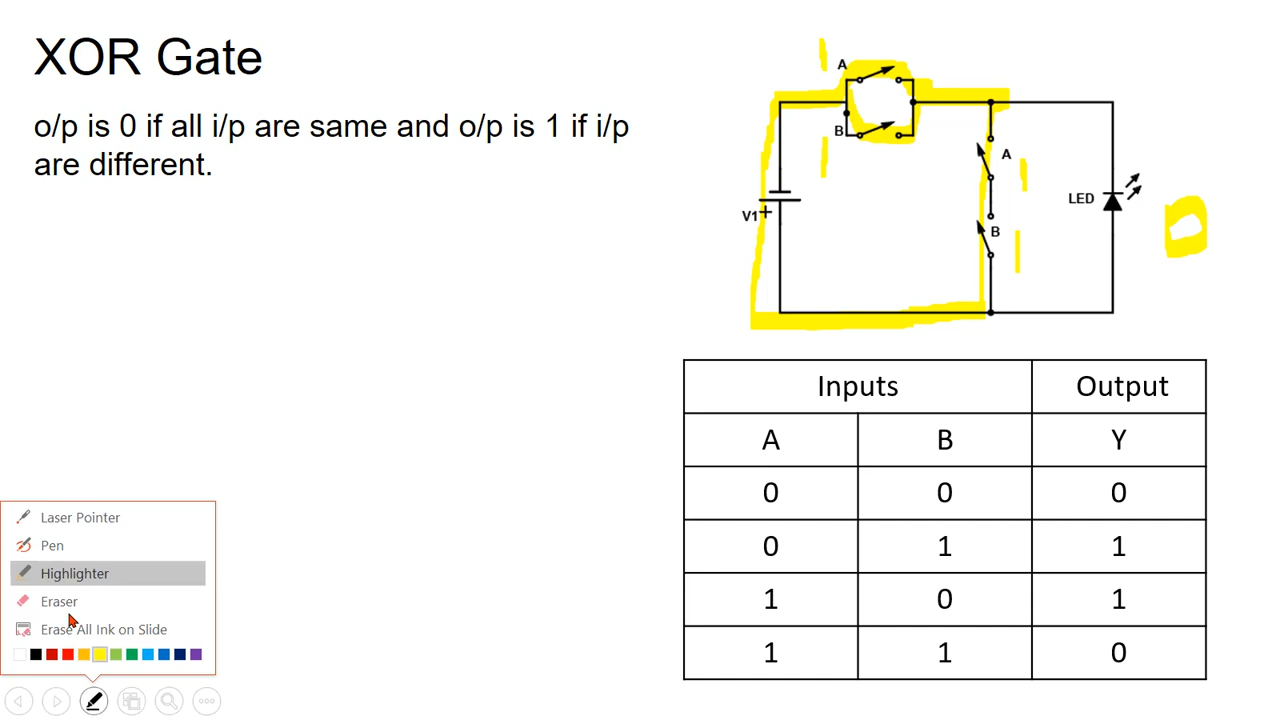 XOR Gate
o/p is 0 if all i/p are same and o/p is 1 if i/p
are different.
A
B
V1
A
B
LED
Inputs Output
A B Y
0 0 0
0 1 1
1 0 1
1 1 0
Laser Pointer
Pen
Highlighter
Eraser
Erase All Ink on Slide